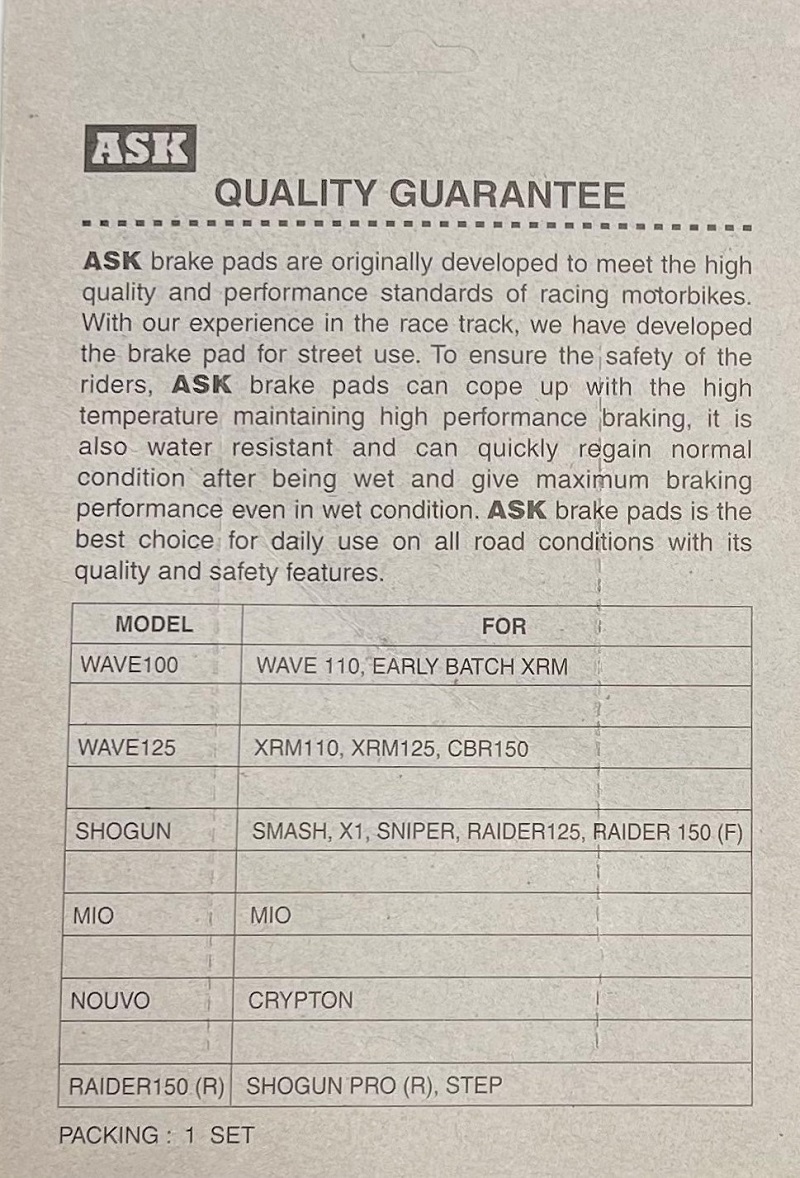 ASK
QUALITY GUARANTEE
ASK brake pads are originally developed to meet the high
quality and performance standards of racing motorbikes.
With our experience in the race track, we have developed
the brake pad for street use. To ensure the safety of the
riders, ASK brake pads can cope up with the high
temperature maintaining high performance braking, it is
also water resistant and can quickly regain normal
condition after being wet and give maximum braking
performance even in wet condition. ASK brake pads is the
best choice for daily use on all road conditions with its
quality and safety features.
MODEL FOR
WAVE100 WAVE 110, EARLY BATCH XRM
WAVE125 XRM110, XRM125, CBR150
SHOGUN SMASH, X1, SNIPER, RAIDER125, RAIDER 150 (F)
MIO MIO
NOUVO CRYPTON
RAIDER150 (R) SHOGUN PRO (R), STEP
PACKING : 1 SET